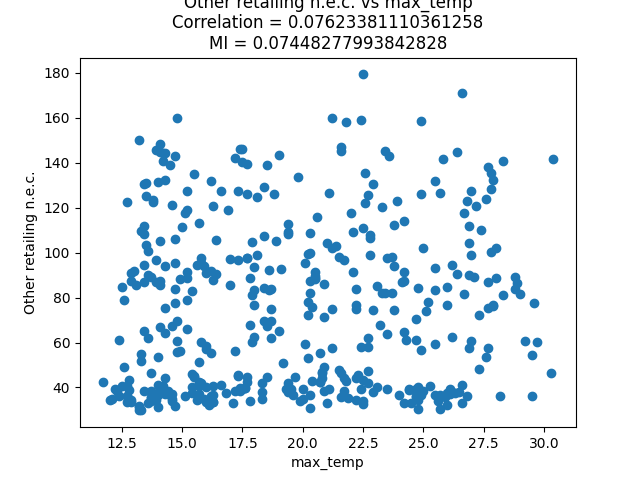 Other retailing n.e.c. vs max_temp
Correlation = 0.07623381110361258
MI = 0.07448277993842828
180
160
140
120
100
80
60
40
Other retailing n.e.c.
12.5 15.0 17.5 20.0 22.5 25.0 27.5 30.0
max_temp